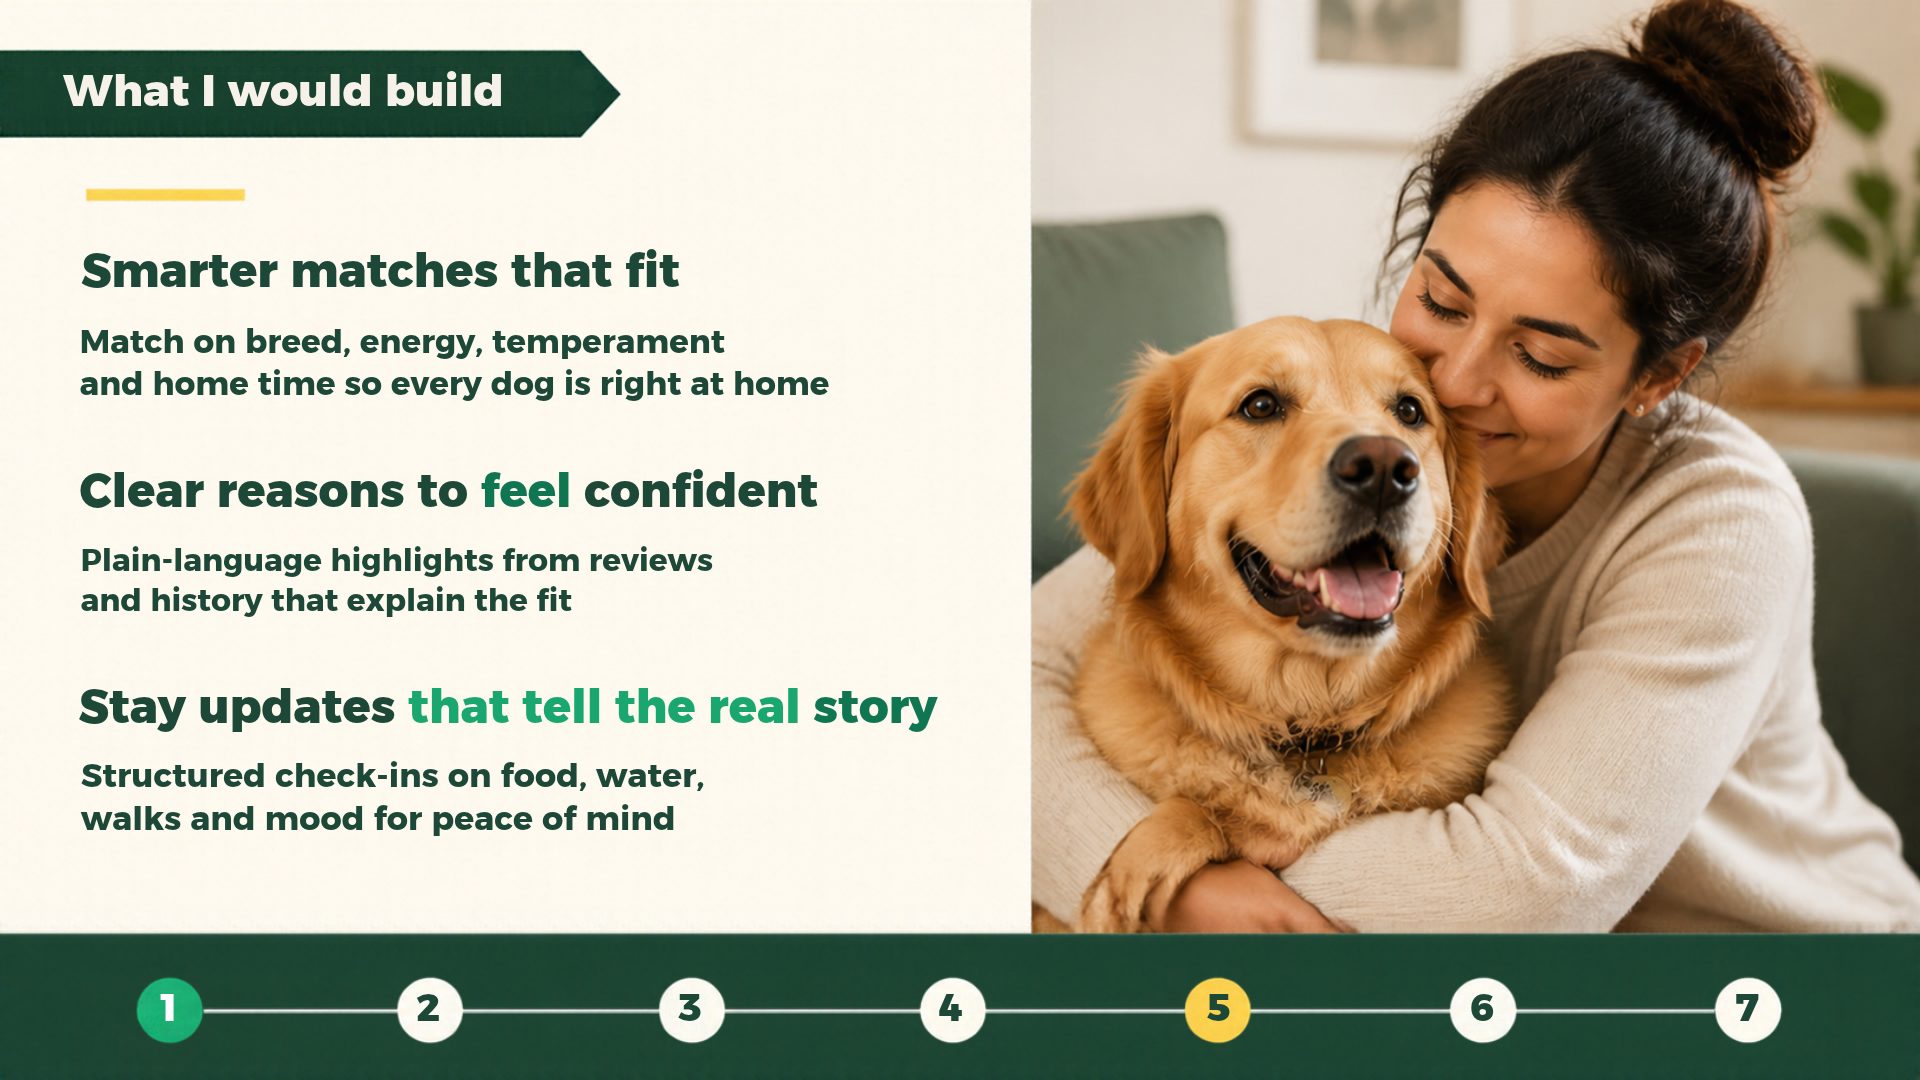 What I would build
Smarter matches that fit
Match on breed, energy, temperament
and home time so every dog is right at home
Clear reasons to feel confident
Plain-language highlights from reviews
and history that explain the fit
Stay updates that tell the real story
Structured check-ins on food, water,
walks and mood for peace of mind
1 2 3 4 5 6 7